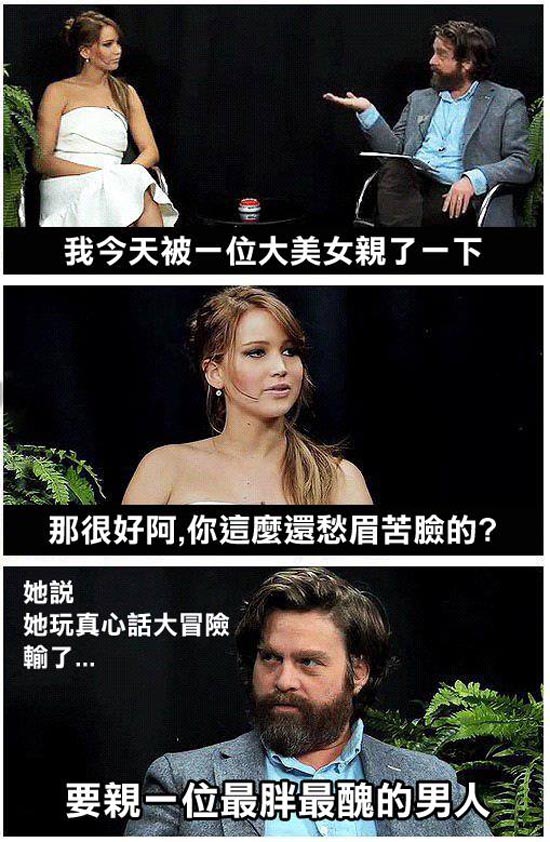 我今天被一位大美女親了一下
那很好阿,你這麼還愁眉苦臉的?
她説
她玩真心話大冒險
輸了...
要親一位最胖最醜的男人